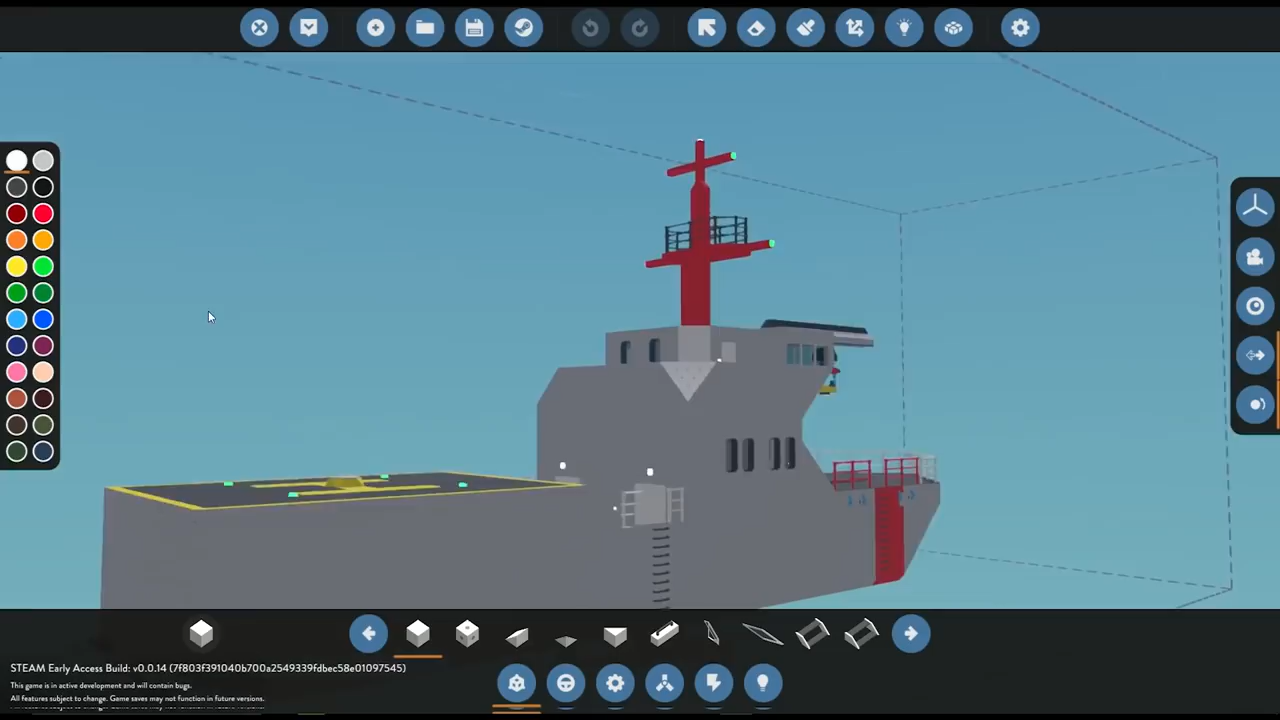 STEAM Early Access Build: v0.0.14 (7f803f391040b700a2549339fdbec58e01097545)
This game is in active development and will contain bugs.
All features subject to change. Game saves may not function in future versions.